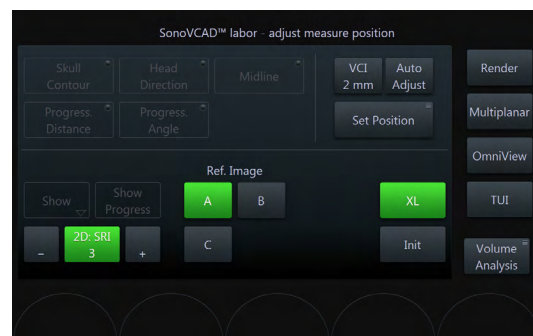 SonoVCAD™ labor - adjust measure position
Skull
Contour
Head
Direction
Midline
VCI
2 mm
Auto
Adjust
Render
Progress.
Distance
Progress.
Angle
Set Position
Multiplanar
OmniView
Ref. Image
Show
Show
Progress
A
B
XL
TUI
2D: SRI
- 3 +
C
Init
Volume
Analysis